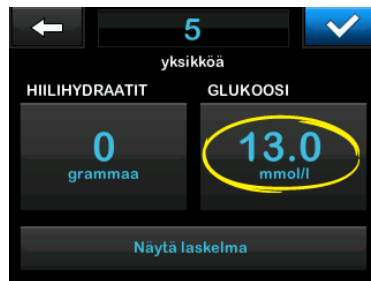 5
yksikköä
HIILIHYDRAATIT GLUKOOSI
0 13.0
grammaa mmol/l
Näytä laskelma